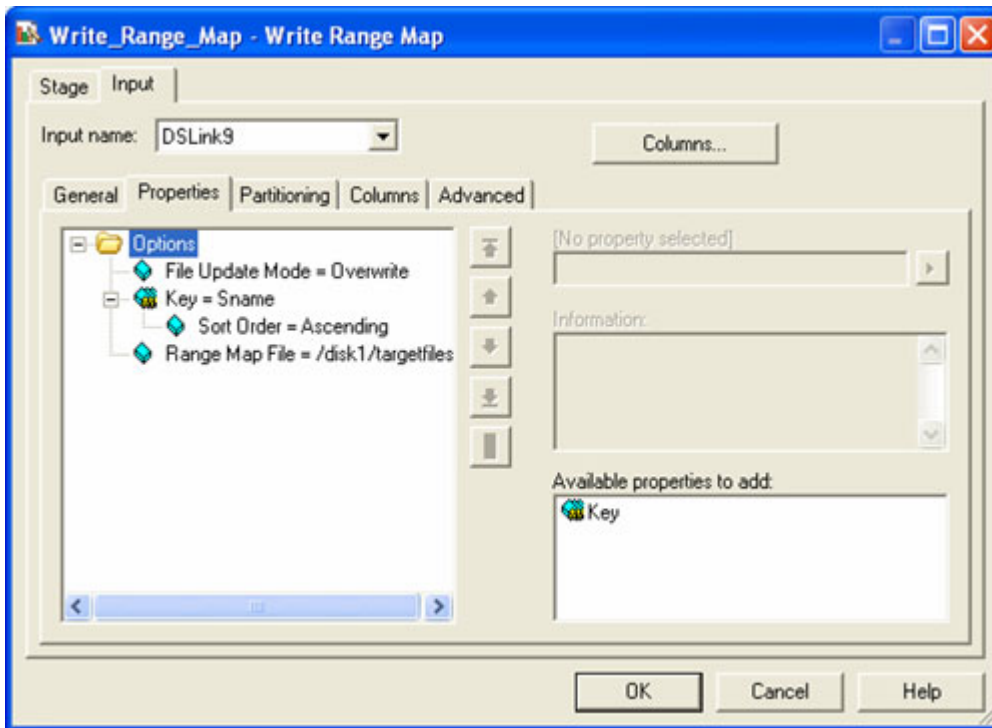 Write_Range_Map - Write Range Map
Stage Input
Input name: DSLink9 Columns...
General Properties Partitioning Columns Advanced
Options
File Update Mode = Overwrite
Key = Sname
Sort Order = Ascending
Range Map File = /disk1/targetfiles
[No property selected]
Information:
Available properties to add:
Key
OK Cancel Help